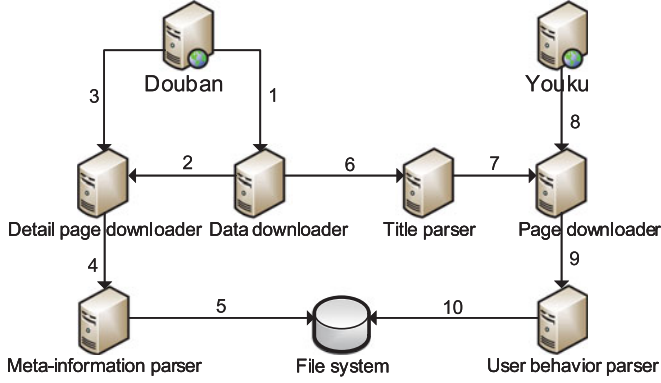 Douban
Youku
3
1
8
2
6
7
Detail page downloader
Data downloader
Title parser
Page downloader
4
9
5
10
Meta-information parser
File system
User behavior parser